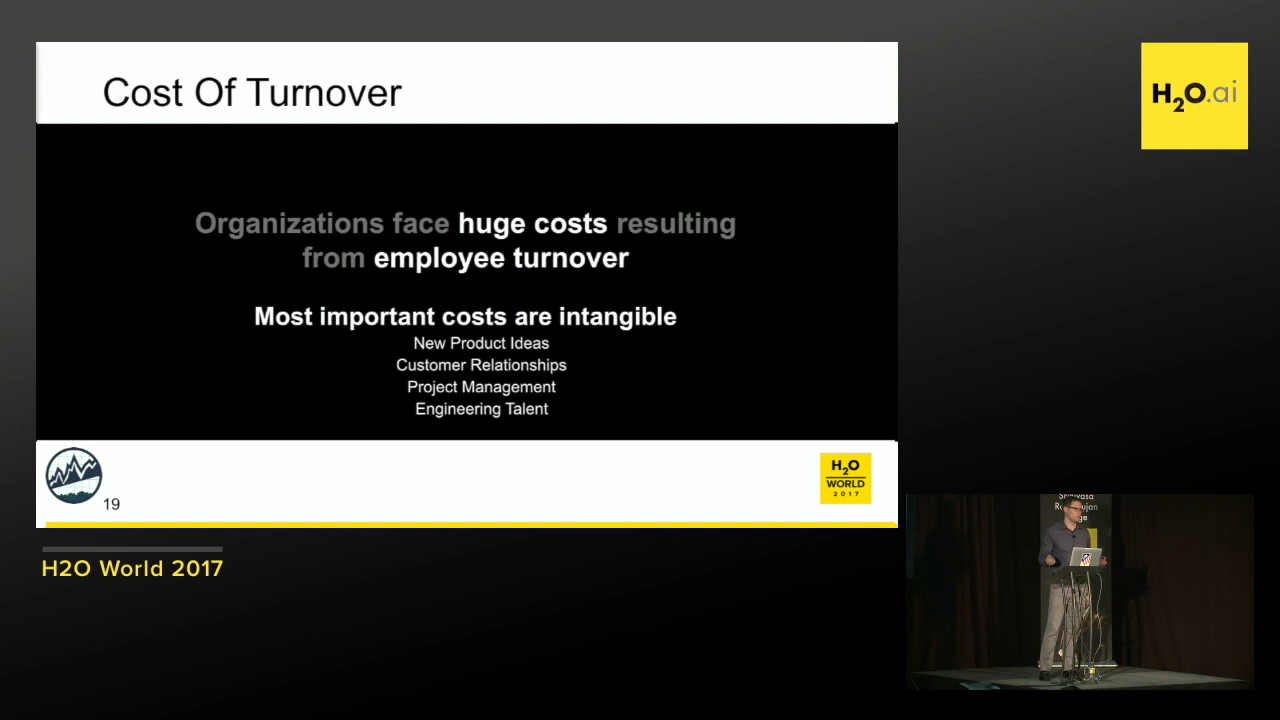 Cost Of Turnover
H2O.ai
Organizations face huge costs resulting
from employee turnover
Most important costs are intangible
New Product Ideas
Customer Relationships
Project Management
Engineering Talent
19
H2O
WORLD
2017
H2O World 2017